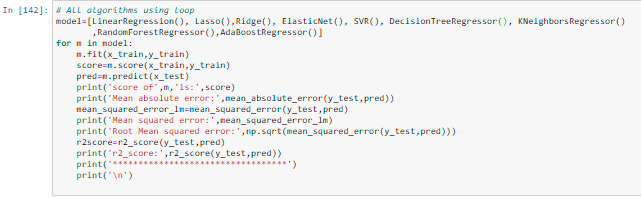 In [142]: # ALL algorithms using Loop
model=[LinearRegression(), Lasso(),Ridge(), ElasticNet(), SVR(), DecisionTreeRegressor(), KNeighborsRegressor()
,RandomForestRegressor(),AdaBoostRegressor()]
for m in model:
m.fit(x_train,y_train)
score=m.score(x_train,y_train)
pred=m.predict(x_test)
print('score of',m,'is:',score)
print('Mean absolute error:',mean_absolute_error(y_test,pred))
mean_squared_error_lm=mean_squared_error(y_test,pred)
print('Mean squared error:',mean_squared_error_lm)
print('Root Mean squared error:',np.sqrt(mean_squared_error(y_test,pred)))
r2score=r2_score(y_test,pred)
print('r2_score:',r2_score(y_test,pred))
print('**********************************')
print('\n')